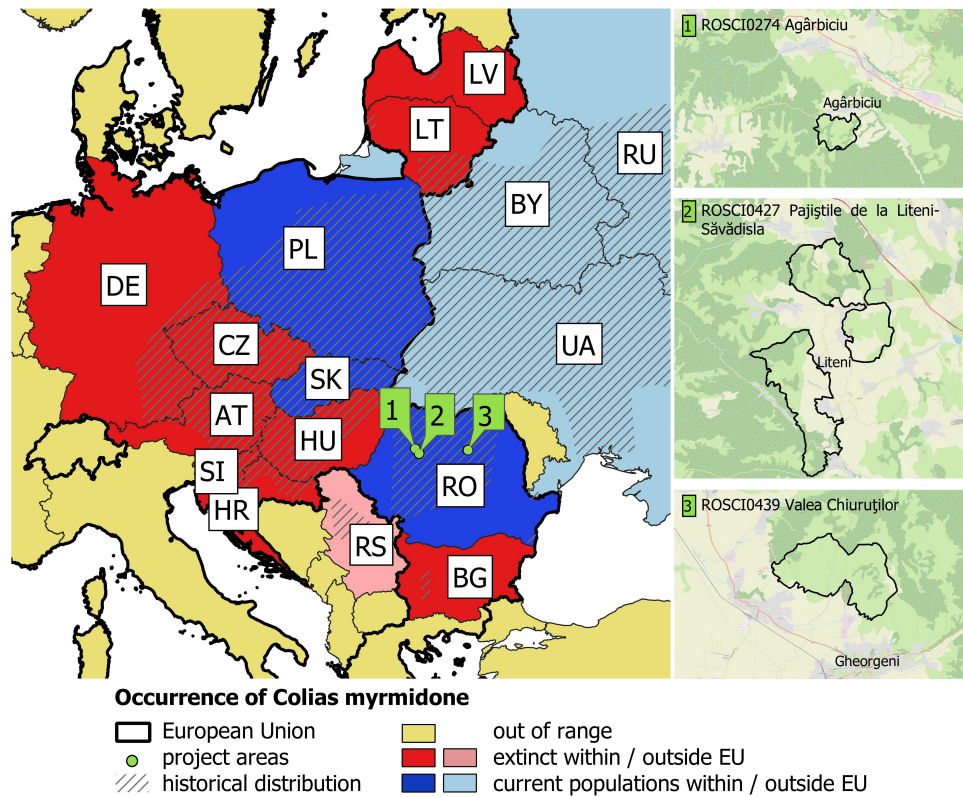 LV
LT
RU
BY
PL
DE
UA
CZ
SK
AT
HU
1
2
3
SI
RO
HR
RS
BG
1 ROSCI0274 Agârbiciu
Agârbiciu
2 ROSCI0427 Pajiştile de la Liteni-
Săvădisla
Liteni
3 ROSCI0439 Valea Chiuruţilor
Gheorgeni
Occurrence of Colias myrmidone
European Union
project areas
historical distribution
out of range
extinct within / outside EU
current populations within / outside EU